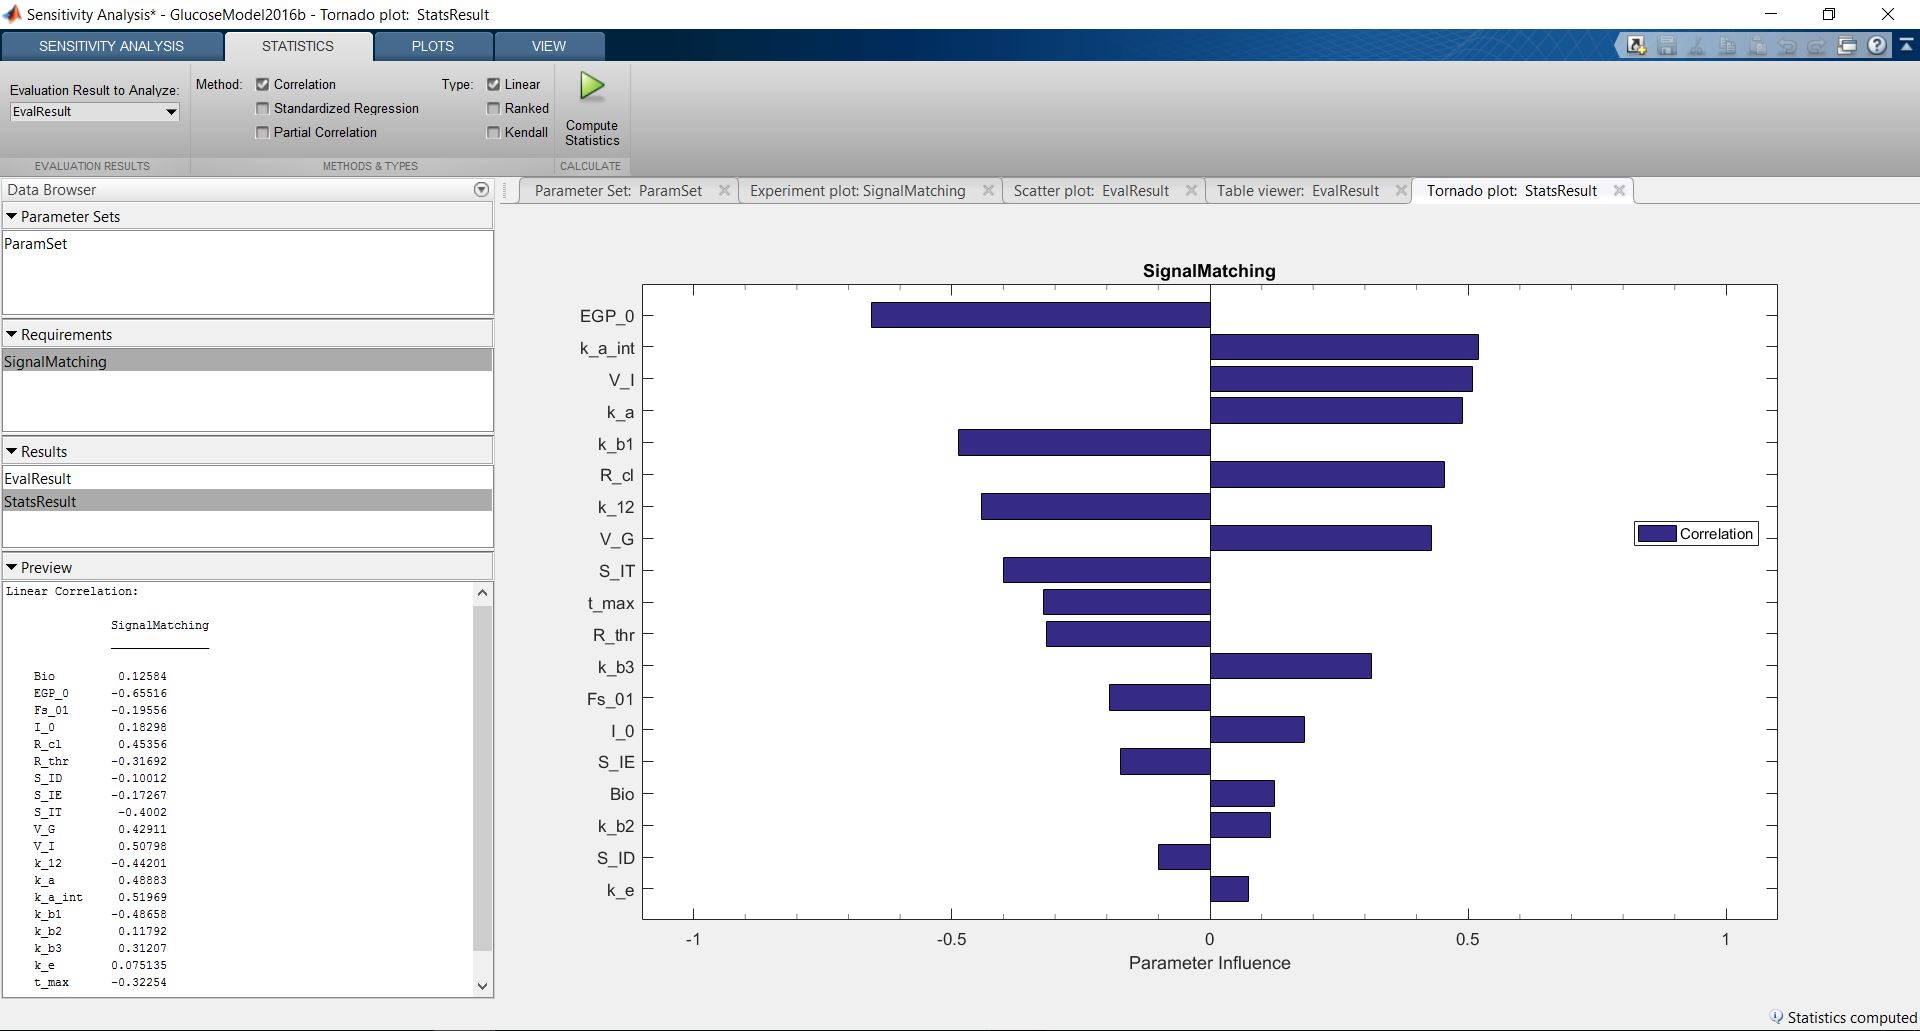 Sensitivity Analysis* - GlucoseModel2016b - Tornado plot: StatsResult
SENSITIVITY ANALYSIS STATISTICS PLOTS VIEW
Evaluation Result to Analyze:
EvalResult
Method: Correlation
Standardized Regression
Partial Correlation
Type: Linear
Ranked
Kendall
Compute
Statistics
EVALUATION RESULTS METHODS & TYPES CALCULATE
Data Browser
Parameter Sets
ParamSet
Requirements
SignalMatching
Results
EvalResult
StatsResult
Preview
Linear Correlation:
SignalMatching
Bio 0.12584
EGP_0 -0.65516
Fs_01 -0.19556
I_0 0.18298
R_cl 0.45356
R_thr -0.31692
S_ID -0.10012
S_IE -0.17267
S_IT -0.4002
V_G 0.42911
V_I 0.50798
k_12 -0.44201
k_a 0.48883
k_a_int 0.51969
k_b1 -0.48658
k_b2 0.11792
k_b3 0.31207
k_e 0.075135
t_max -0.32254
Parameter Set: ParamSet Experiment plot: SignalMatching Scatter plot: EvalResult Table viewer: EvalResult Tornado plot: StatsResult
SignalMatching
EGP_0
k_a_int
V_I
k_a
k_b1
R_cl
k_12
V_G
S_IT
t_max
R_thr
k_b3
Fs_01
I_0
S_IE
Bio
k_b2
S_ID
k_e
Correlation
-1 -0.5 0 0.5 1
Parameter Influence
Statistics computed